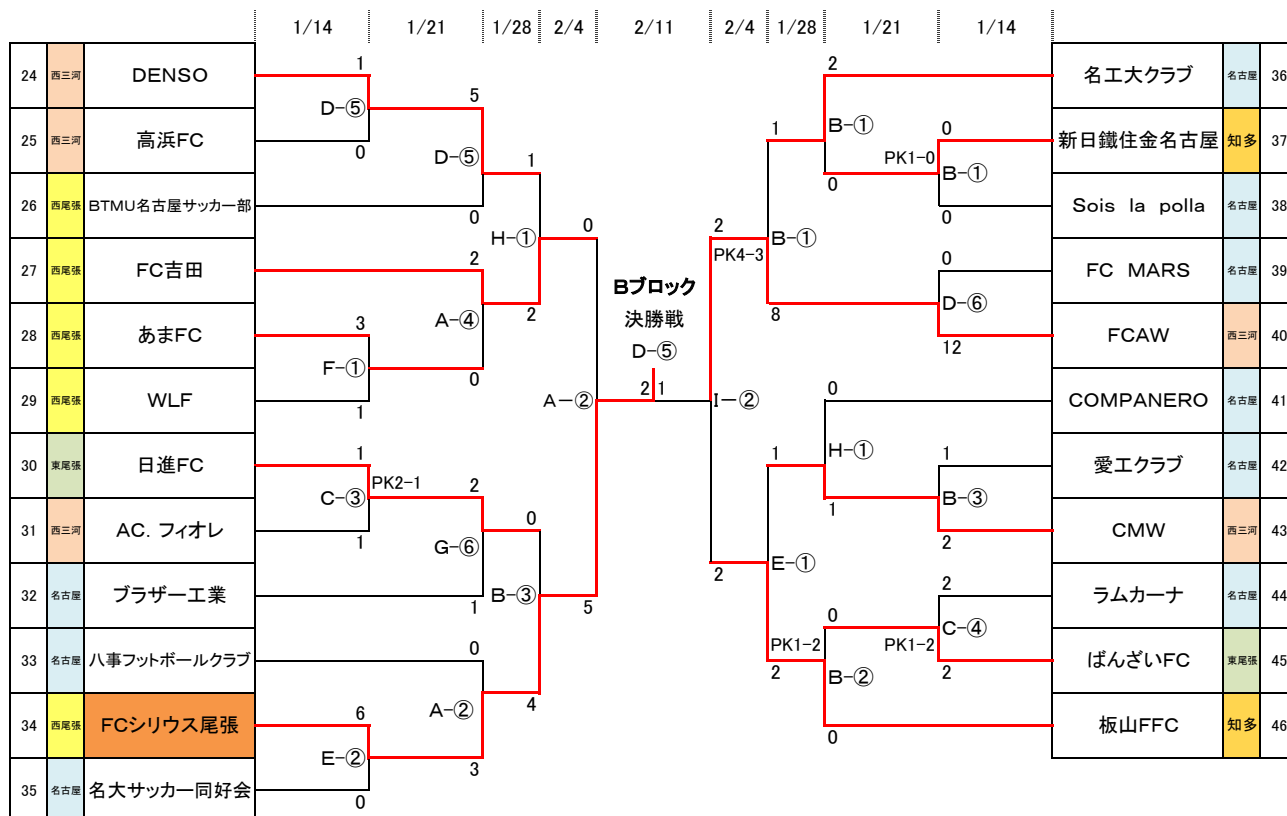 1/14 1/21 1/28 2/4 2/11 2/4 1/28 1/21 1/14
24 西三河 DENSO
25 西三河 高浜FC
26 西尾張 BTMU名古屋サッカー部
27 西尾張 FC吉田
28 西尾張 あまFC
29 西尾張 WLF
30 東尾張 日進FC
31 西三河 AC.フィオレ
32 名古屋 ブラザー工業
33 名古屋 八事フットボールクラブ
34 西尾張 FCシリウス尾張
35 名古屋 名大サッカー同好会
1
D-⑤
0
3
F-①
1
1
C-③
1
6
E-②
0
5
D-⑤
0
2
A-④
0
PK2-1
2
G-⑥
1
0
A-②
3
1
H-①
2
0
B-③
4
0
A-②
5
Bブロック
決勝戦
D-⑤
2 1
2
PK4-3
I-②
2
1
B-①
8
1
E-①
PK1-2
2
2
B-①
0
0
H-①
1
0
B-②
0
PK1-0
0
B-①
0
0
D-⑥
12
1
B-③
2
2
C-④
PK1-2
2
名工大クラブ 名古屋 36
新日鐵住金名古屋 知多 37
Sois la polla 名古屋 38
FC MARS 名古屋 39
FCAW 西三河 40
COMPANERO 名古屋 41
愛工クラブ 名古屋 42
CMW 西三河 43
ラムカーナ 名古屋 44
ばんざいFC 東尾張 45
板山FFC 知多 46